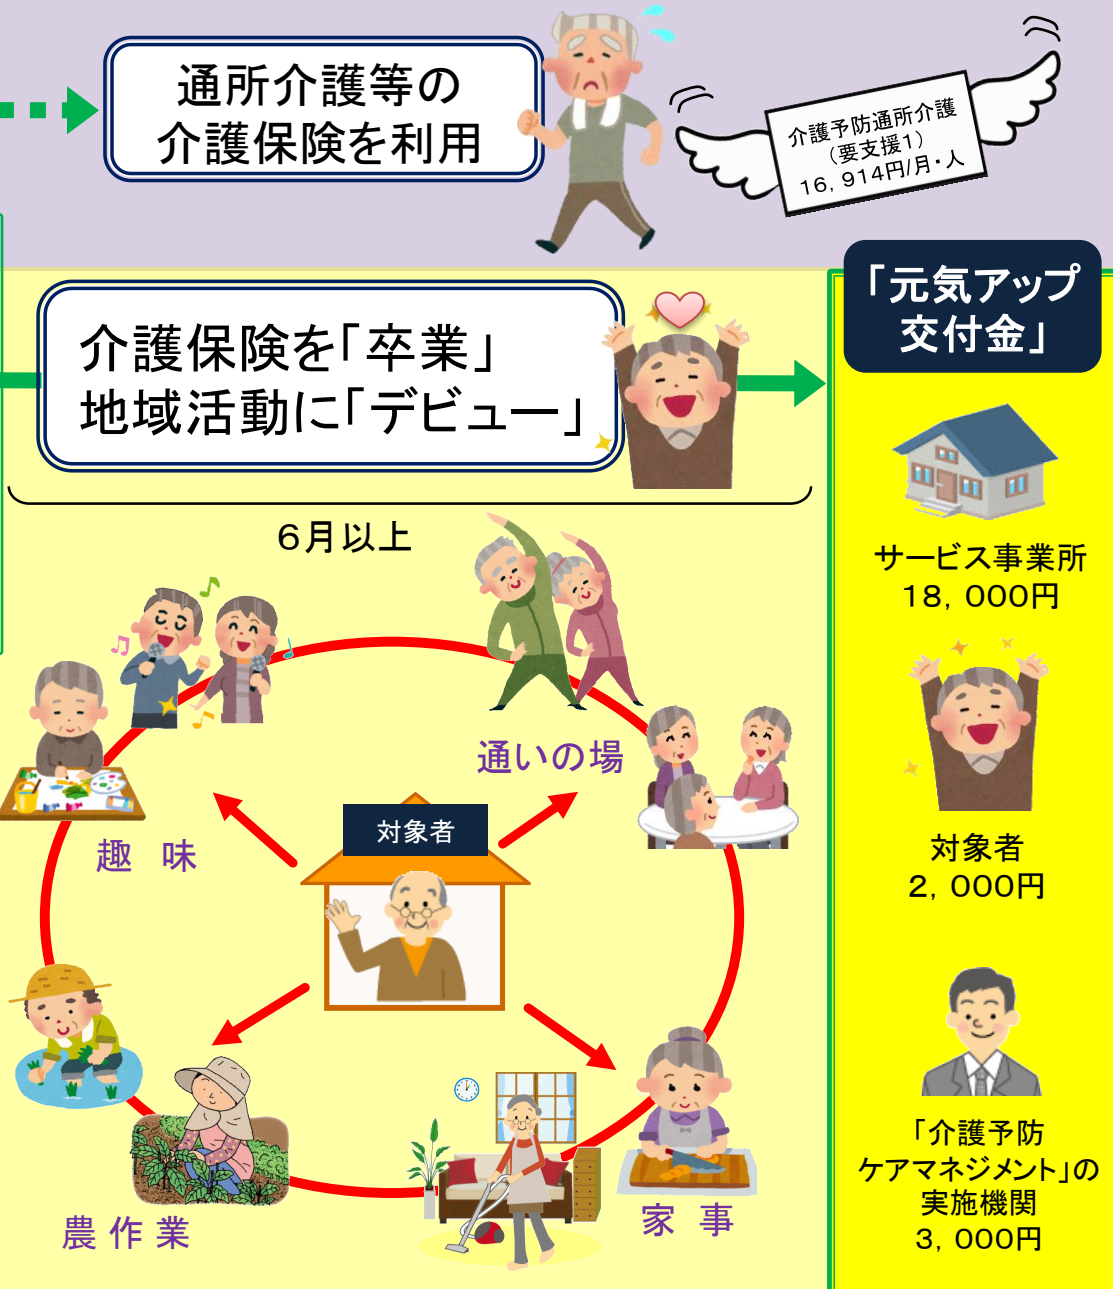 通所介護等の
介護保険を利用
介護予防通所介護
(要支援1)
16,914円/月・人
介護保険を「卒業」
地域活動に「デビュー」
「元気アップ
交付金」
6月以上
サービス事業所
18,000円
通いの場
対象者
趣 味
対象者
2,000円
農作業
家 事
「介護予防
ケアマネジメント」の
実施機関
3,000円